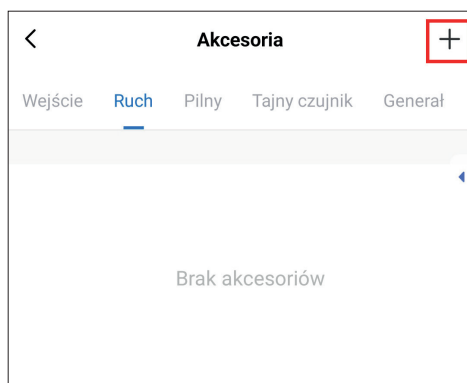 Akcesoria
Wejście Ruch Pilny Tajny czujnik Generał
Brak akcesoriów